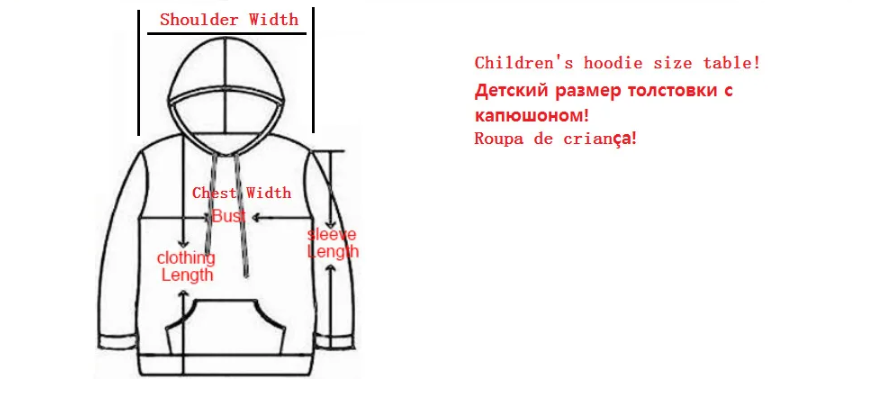 Shoulder Width
Children's hoodie size table!
Детский размер толстовки с
капюшоном!
Roupa de criança!
Chest Width
Bust
sleeve
Length
clothing
Length